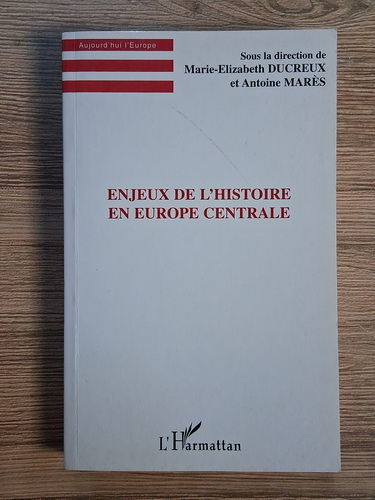 Aujourd'hui l'Europe
Sous la direction de
Marie-Elizabeth DUCREUX
et Antoine MARÈS
ENJEUX DE L'HISTOIRE
EN EUROPE CENTRALE
L'Harmattan